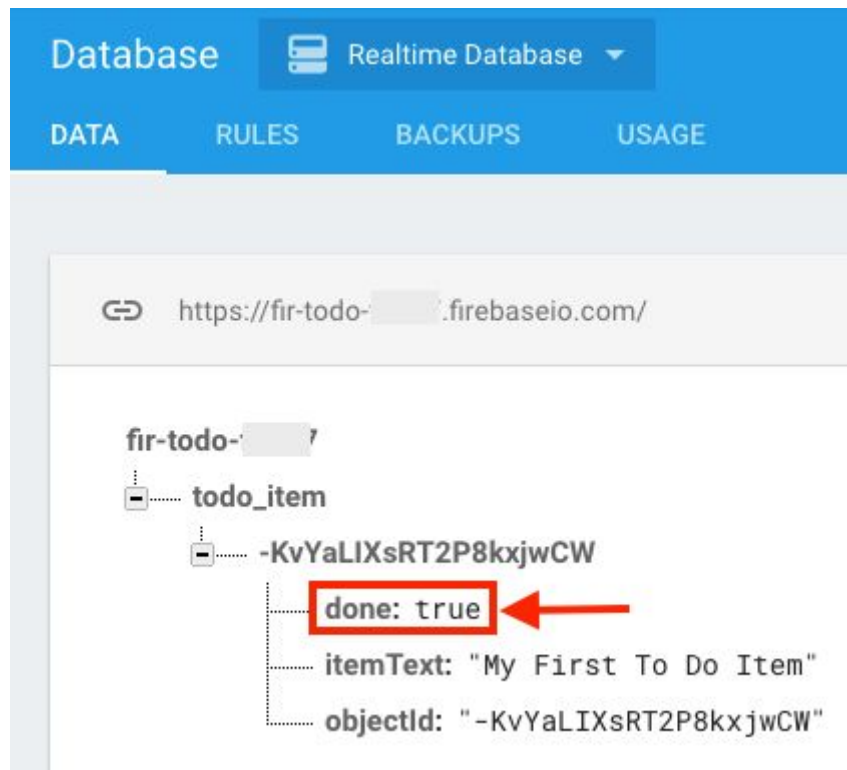 Database Realtime Database
DATA RULES BACKUPS USAGE
https://fir-todo- .firebaseio.com/
fir-todo-
todo_item
-KvYaLIXsRT2P8kxjwCW
done: true
itemText: "My First To Do Item"
objectId: "-KvYaLIXsRT2P8kxjwCW"